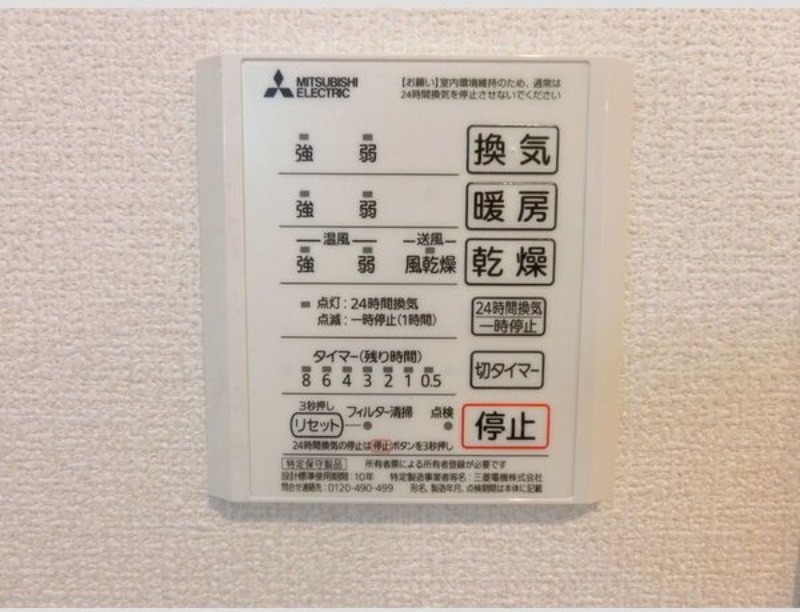 MITSUBISHI
ELECTRIC
【お願い】室内環境維持のため、通常は
24時間換気を停止させないでください
強 弱 換気
強 弱 暖房
温風 送風
強 弱 風乾燥 乾燥
点灯：24時間換気
点滅：一時停止(1時間)
24時間換気
一時停止
タイマー(残り時間)
8 6 4 3 2 1 0.5
切タイマー
3秒押し
リセット フィルター清掃 点検
停止
24時間換気の停止は停止ボタンを3秒押し
特定保守製品 所有者票による所有者登録が必要です
設計標準使用期間：10年 特定製造事業者等名：三菱電機株式会社
問合せ連絡先：0120-490-499 形名、製造年月、点検期間は本体に記載